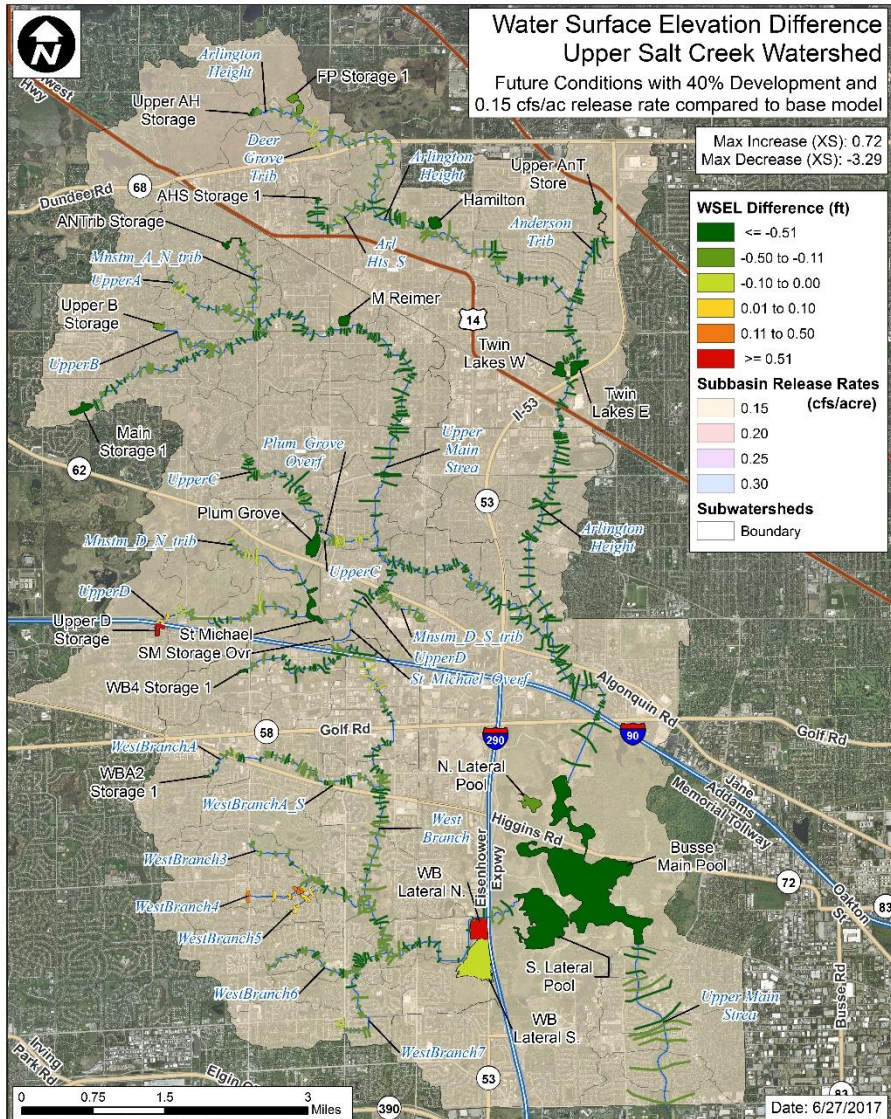 Water Surface Elevation Difference
Upper Salt Creek Watershed
Future Conditions with 40% Development and
0.15 cfs/ac release rate compared to base model
Max Increase (XS): 0.72
Max Decrease (XS): -3.29
WSEL Difference (ft)
<= -0.51
-0.50 to -0.11
-0.10 to 0.00
0.01 to 0.10
0.11 to 0.50
>= 0.51
Subbasin Release Rates
(cfs/acre)
0.15
0.20
0.25
0.30
Subwatersheds
Boundary
N
Hwy
Arlington
Height
FP Storage 1
Upper AH
Storage
Deer
Grove
Trib
Arlington
Height
Upper AnT
Store
Dundee Rd
68
AHS Storage 1
Hamilton
ANTrib Storage
Arl
Hts_S
Anderson
Trib
Mnstm_A_N_trib
UpperA
M Reimer
Upper B
Storage
14
UpperB
Twin
Lakes W
Twin
Lakes E
Il-53
Main
Storage 1
62
Plum_Grove
Overf
Upper
Main
Strea
UpperC
53
Plum Grove
Arlington
Height
Mnstm_D_N_trib
UpperC
UpperD
Upper D
Storage
St Michael
SM Storage Ovr
Mnstm_D_S_trib
UpperD
St_Michael_Overf
WB4 Storage 1
Algonquin Rd
58
Golf Rd
290
90
Golf Rd
WestBranchA
N. Lateral
Pool
Jane
Addams
Memorial Tollway
WBA2
Storage 1
WestBranchA_S
West
Branch
Higgins Rd
Eisenhower
Expwy
Busse
Main Pool
WestBranch3
WB
Lateral N.
72
Oakton
St
83
WestBranch4
WestBranch5
S. Lateral
Pool
WestBranch6
WB
Lateral S.
Upper Main
Strea
Busse Rd
WestBranch7
Irving
Park Rd
Elgin
53
83
390
0 0.75 1.5 3
Miles
Date: 6/27/2017